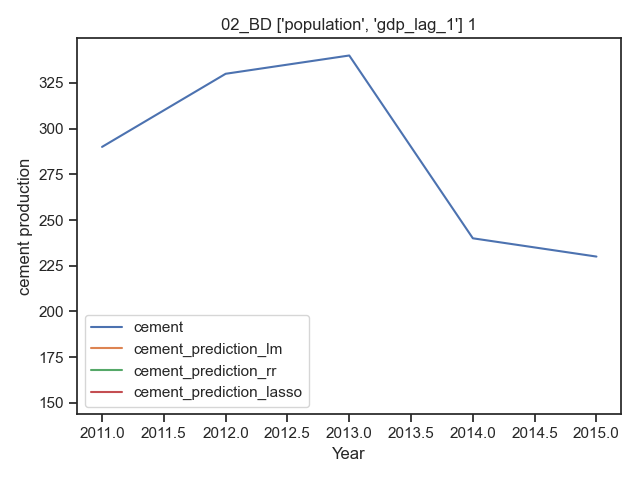 02_BD ['population', 'gdp_lag_1'] 1
cement production
325
300
275
250
225
200
175
150
cement
cement_prediction_lm
cement_prediction_rr
cement_prediction_lasso
2011.0 2011.5 2012.0 2012.5 2013.0 2013.5 2014.0 2014.5 2015.0
Year